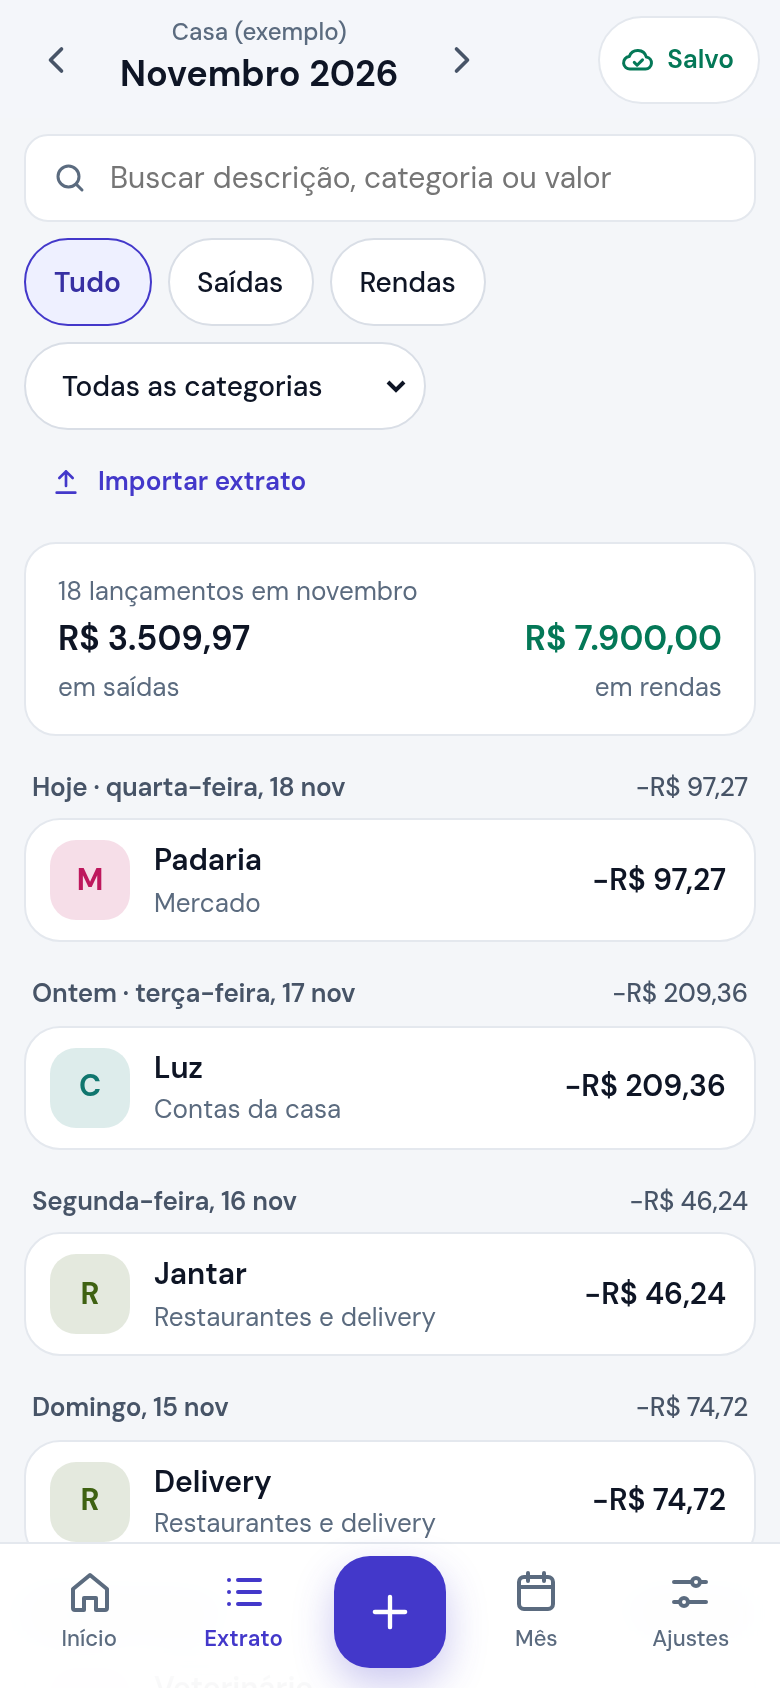 Casa (exemplo)
Novembro 2026
Salvo
Buscar descrição, categoria ou valor
Tudo
Saídas
Rendas
Todas as categorias
Importar extrato
18 lançamentos em novembro
R$ 3.509,97
R$ 7.900,00
em saídas
em rendas
Hoje · quarta-feira, 18 nov
-R$ 97,27
M
Padaria
Mercado
-R$ 97,27
Ontem · terça-feira, 17 nov
-R$ 209,36
C
Luz
Contas da casa
-R$ 209,36
Segunda-feira, 16 nov
-R$ 46,24
R
Jantar
Restaurantes e delivery
-R$ 46,24
Domingo, 15 nov
-R$ 74,72
R
Delivery
Restaurantes e delivery
-R$ 74,72
Início
Extrato
Mês
Ajustes
Veterinário